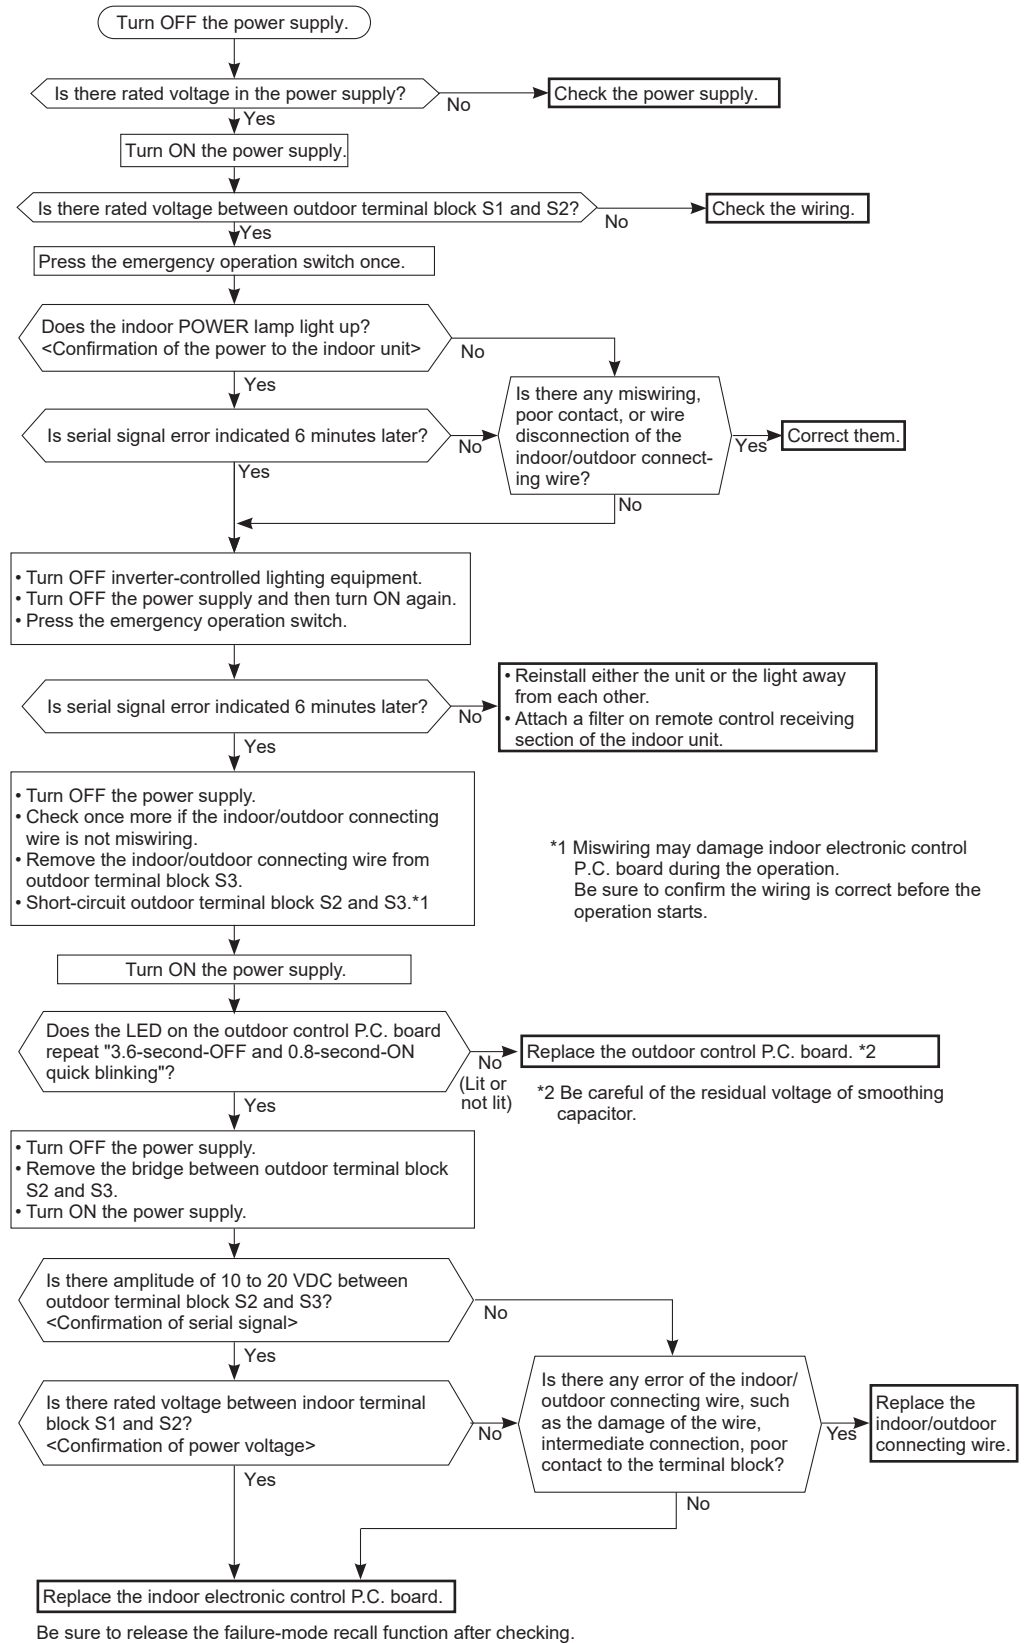 Turn OFF the power supply.
Is there rated voltage in the power supply?
No
Check the power supply.
Yes
Turn ON the power supply.
Is there rated voltage between outdoor terminal block S1 and S2?
No
Check the wiring.
Yes
Press the emergency operation switch once.
Does the indoor POWER lamp light up?
<Confirmation of the power to the indoor unit>
No
Yes
Is serial signal error indicated 6 minutes later?
No
Is there any miswiring,
poor contact, or wire
disconnection of the
indoor/outdoor connect-
ing wire?
Yes
Correct them.
Yes
No
• Turn OFF inverter-controlled lighting equipment.
• Turn OFF the power supply and then turn ON again.
• Press the emergency operation switch.
Is serial signal error indicated 6 minutes later?
No
• Reinstall either the unit or the light away
from each other.
• Attach a filter on remote control receiving
section of the indoor unit.
Yes
• Turn OFF the power supply.
• Check once more if the indoor/outdoor connecting
wire is not miswiring.
• Remove the indoor/outdoor connecting wire from
outdoor terminal block S3.
• Short-circuit outdoor terminal block S2 and S3.*1
*1 Miswiring may damage indoor electronic control
P.C. board during the operation.
Be sure to confirm the wiring is correct before the
operation starts.
Turn ON the power supply.
Does the LED on the outdoor control P.C. board
repeat "3.6-second-OFF and 0.8-second-ON
quick blinking"?
No
(Lit or
not lit)
Replace the outdoor control P.C. board. *2
*2 Be careful of the residual voltage of smoothing
capacitor.
Yes
• Turn OFF the power supply.
• Remove the bridge between outdoor terminal block
S2 and S3.
• Turn ON the power supply.
Is there amplitude of 10 to 20 VDC between
outdoor terminal block S2 and S3?
<Confirmation of serial signal>
No
Yes
Is there rated voltage between indoor terminal
block S1 and S2?
<Confirmation of power voltage>
No
Is there any error of the indoor/
outdoor connecting wire, such
as the damage of the wire,
intermediate connection, poor
contact to the terminal block?
Yes
Replace the
indoor/outdoor
connecting wire.
Yes
No
Replace the indoor electronic control P.C. board.
Be sure to release the failure-mode recall function after checking.